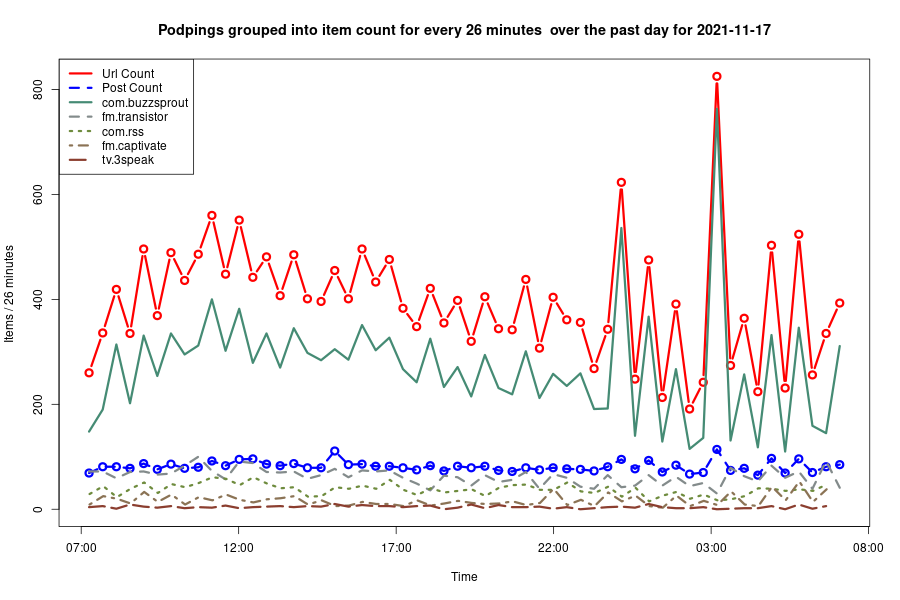 Podpings grouped into item count for every 26 minutes  over the past day for 2021-11-17
Url Count
Post Count
com.buzzsprout
fm.transistor
com.rss
fm.captivate
tv.3speak
800
600
400
200
0
Items / 26 minutes
07:00 12:00 17:00 22:00 03:00 08:00
Time